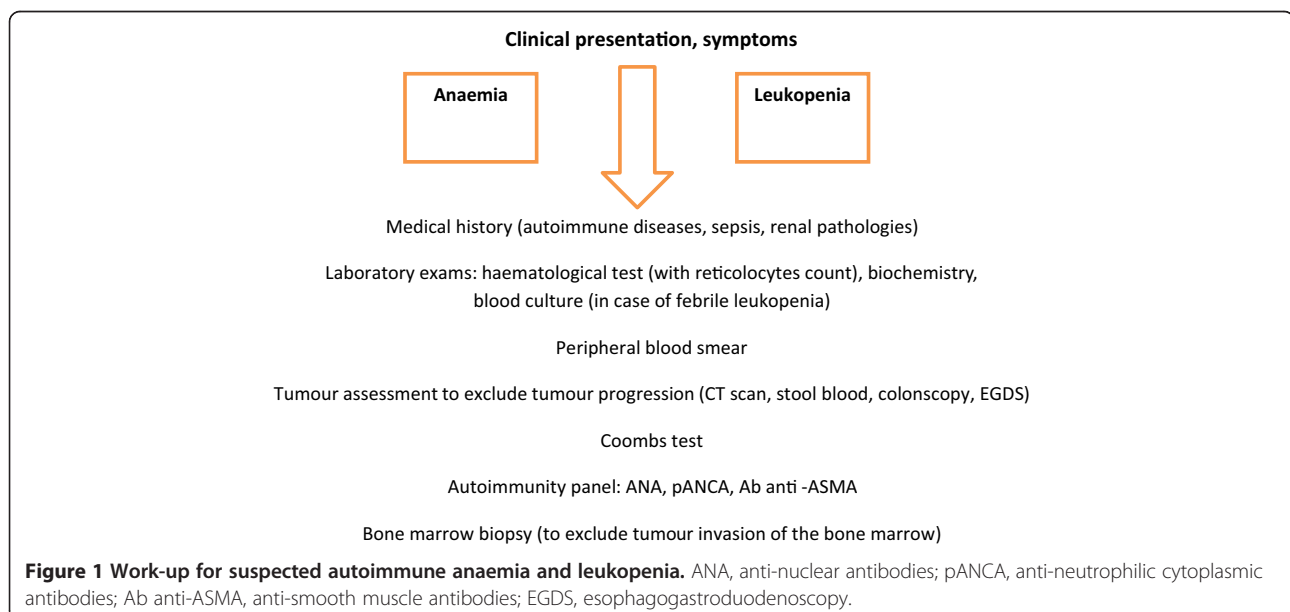 Clinical presentation, symptoms
Anaemia
Leukopenia
Medical history (autoimmune diseases, sepsis, renal pathologies)
Laboratory exams: haematological test (with reticolocytes count), biochemistry,
blood culture (in case of febrile leukopenia)
Peripheral blood smear
Tumour assessment to exclude tumour progression (CT scan, stool blood, colonscopy, EGDS)
Coombs test
Autoimmunity panel: ANA, pANCA, Ab anti -ASMA
Bone marrow biopsy (to exclude tumour invasion of the bone marrow)
Figure 1 Work-up for suspected autoimmune anaemia and leukopenia. ANA, anti-nuclear antibodies; pANCA, anti-neutrophilic cytoplasmic
antibodies; Ab anti-ASMA, anti-smooth muscle antibodies; EGDS, esophagogastroduodenoscopy.